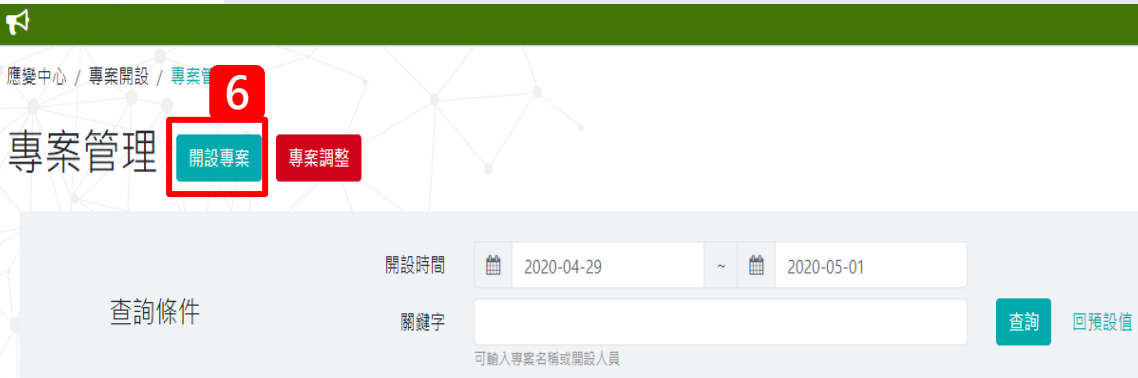 應變中心 / 專案開設 / 專案管
6
專案管理 開設專案 專案調整
開設時間 2020-04-29 ~ 2020-05-01
查詢條件
關鍵字 查詢 回預設值
可輸入專案名稱或開設人員